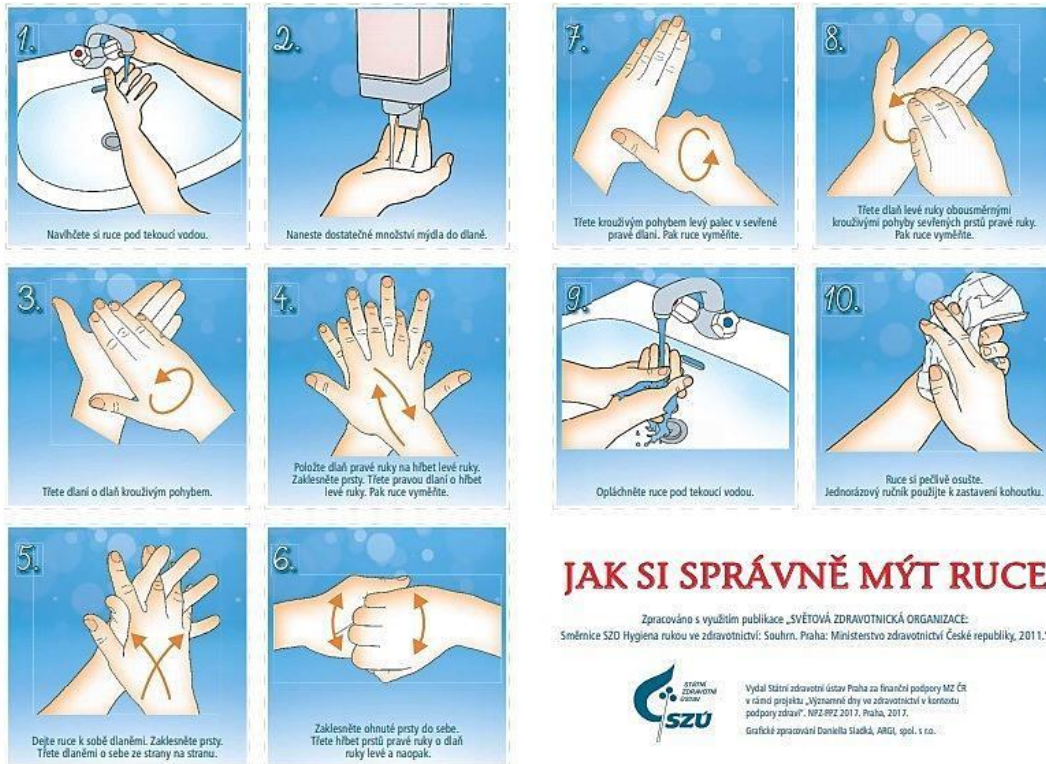 1.
Navlhčete si ruce pod tekoucí vodou.
2.
Naneste dostatečné množství mýdla do dlaně.
3.
Třete dlaní o dlaň krouživým pohybem.
4.
Položte dlaň pravé ruky na hřbet levé ruky.
Zaklesněte prsty. Třete pravou dlaní o hřbet
levé ruky. Pak ruce vyměňte.
5.
Dejte ruce k sobě dlaněmi. Zaklesněte prsty.
Třete dlaněmi o sebe ze strany na stranu.
6.
Zaklesněte ohnuté prsty do sebe.
Třete hřbet prstů pravé ruky o dlaň
ruky levé a naopak.
7.
Třete krouživým pohybem levý palec v sevřené
pravé dlani. Pak ruce vyměňte.
8.
Třete dlaň levé ruky obousměrnými
krouživými pohyby sevřených prstů pravé ruky.
Pak ruce vyměňte.
9.
Opláchněte ruce pod tekoucí vodou.
10.
Ruce si pečlivě osušte.
Jednorázový ručník použijte k zastavení kohoutku.
JAK SI SPRÁVNĚ MÝT RUCE
Zpracováno s využitím publikace „SVĚTOVÁ ZDRAVOTNICKÁ ORGANIZACE:
Směrnice SZO Hygiena rukou ve zdravotnictví: Souhrn. Praha: Ministerstvo zdravotnictví České republiky, 2011.“
STÁTNÍ
ZDRAVOTNÍ
ÚSTAV
SZÚ
Vydal Státní zdravotní ústav Praha za finanční podpory MZ ČR
v rámci projektu „Významné dny ve zdravotnictví v kontextu
podpory zdraví“. NPZ-PPZ 2017. Praha, 2017.
Grafické zpracování Daniella Sladká, ARGI, spol. s r.o.